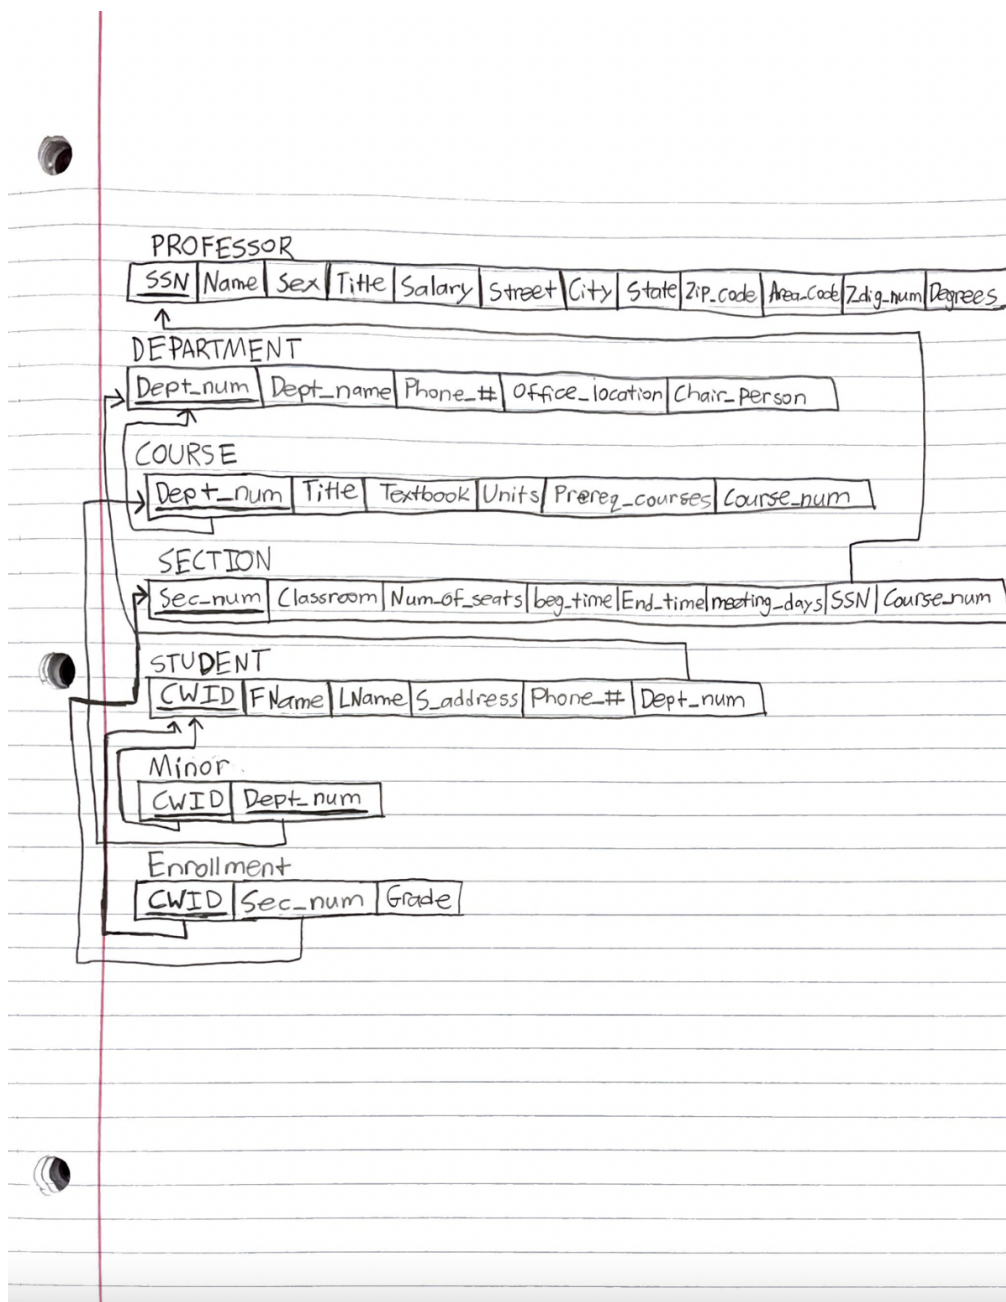 PROFESSOR
SSN Name Sex Title Salary Street City State Zip_code Area_Code 7dig_num Degrees
DEPARTMENT
Dept_num Dept_name Phone_# Office_location Chair_Person
COURSE
Dept_num Title Textbook Units Prereq_courses Course_num
SECTION
Sec_num Classroom Num_of_seats beg_time End_time meeting_days SSN Course_num
STUDENT
CWID FName LName S_address Phone_# Dept_num
Minor
CWID Dept_num
Enrollment
CWID Sec_num Grade